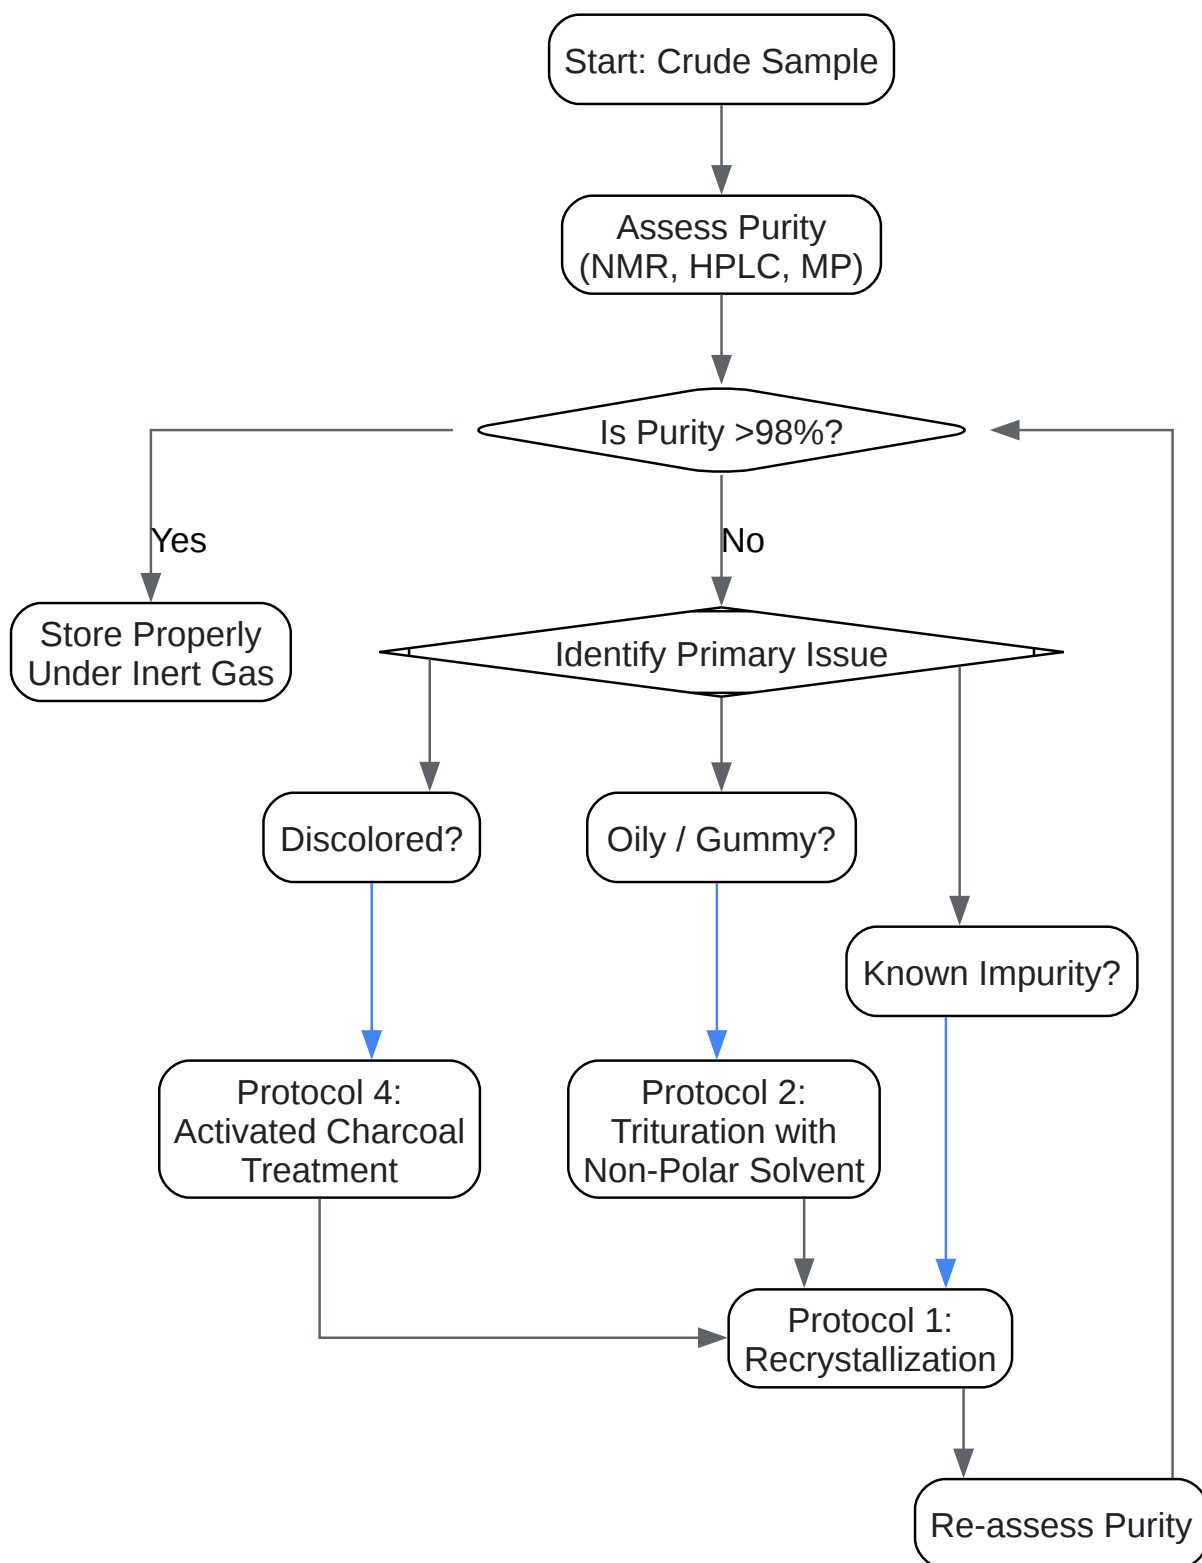 Start: Crude Sample
Assess Purity
(NMR, HPLC, MP)
Is Purity >98%?
Yes
No
Store Properly
Under Inert Gas
Identify Primary Issue
Discolored?
Oily / Gummy?
Known Impurity?
Protocol 4:
Activated Charcoal
Treatment
Protocol 2:
Trituration with
Non-Polar Solvent
Protocol 1:
Recrystallization
Re-assess Purity